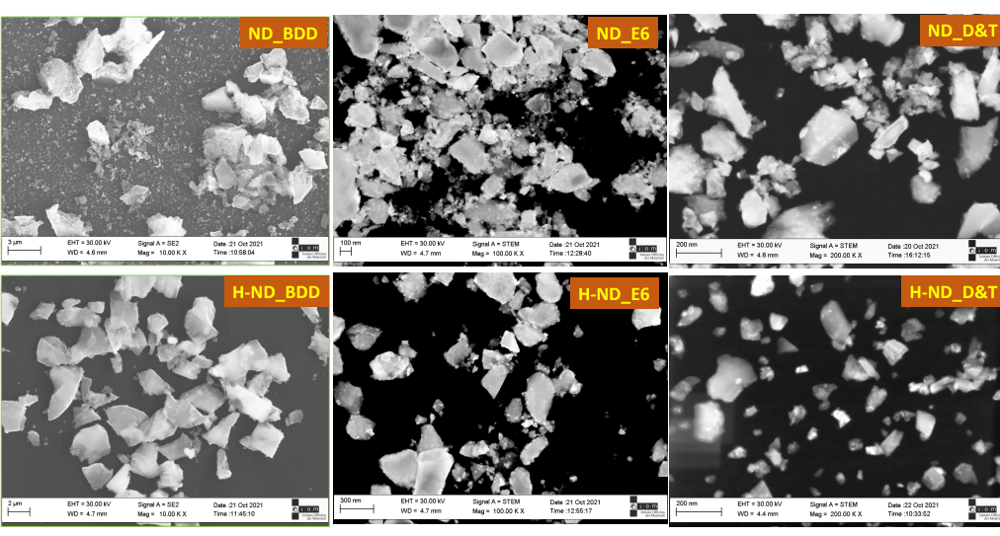 ND_BDD
3 µm
EHT = 30.00 kV
WD = 4.6 mm
Signal A = SE2
Mag = 10.00 K X
Date :21 Oct 2021
Time :10:58:04
iom
ND_E6
100 nm
EHT = 30.00 kV
WD = 4.7 mm
Signal A = STEM
Mag = 100.00 K X
Date :21 Oct 2021
Time :12:28:40
iom
ND_D&T
200 nm
EHT = 30.00 kV
WD = 4.6 mm
Signal A = STEM
Mag = 200.00 K X
Date :20 Oct 2021
Time :16:12:15
iom
H-ND_BDD
2 µm
EHT = 30.00 kV
WD = 4.7 mm
Signal A = SE2
Mag = 10.00 K X
Date :21 Oct 2021
Time :11:45:10
iom
H-ND_E6
300 nm
EHT = 30.00 kV
WD = 4.7 mm
Signal A = STEM
Mag = 100.00 K X
Date :21 Oct 2021
Time :12:55:17
iom
H-ND_D&T
200 nm
EHT = 30.00 kV
WD = 4.4 mm
Signal A = STEM
Mag = 200.00 K X
Date :22 Oct 2021
Time :10:33:52
iom